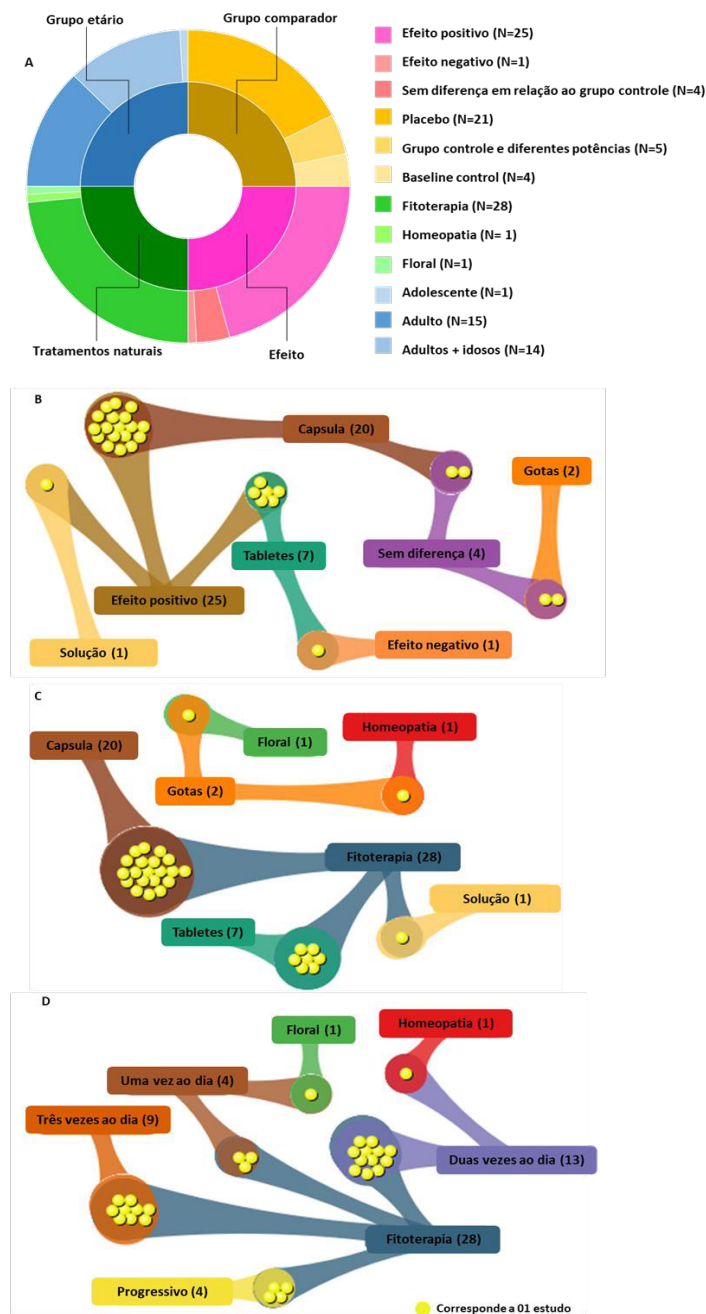 Grupo etário
Grupo comparador
A
Tratamentos naturais
Efeito
Efeito positivo (N=25)
Efeito negativo (N=1)
Sem diferença em relação ao grupo controle (N=4)
Placebo (N=21)
Grupo controle e diferentes potências (N=5)
Baseline control (N=4)
Fitoterapia (N=28)
Homeopatia (N= 1)
Floral (N=1)
Adolescente (N=1)
Adulto (N=15)
Adultos + idosos (N=14)
B
Capsula (20)
Gotas (2)
Tabletes (7)
Sem diferença (4)
Efeito positivo (25)
Solução (1)
Efeito negativo (1)
C
Capsula (20)
Floral (1)
Homeopatia (1)
Gotas (2)
Fitoterapia (28)
Solução (1)
Tabletes (7)
D
Floral (1)
Homeopatia (1)
Uma vez ao dia (4)
Três vezes ao dia (9)
Duas vezes ao dia (13)
Fitoterapia (28)
Progressivo (4)
Corresponde a 01 estudo